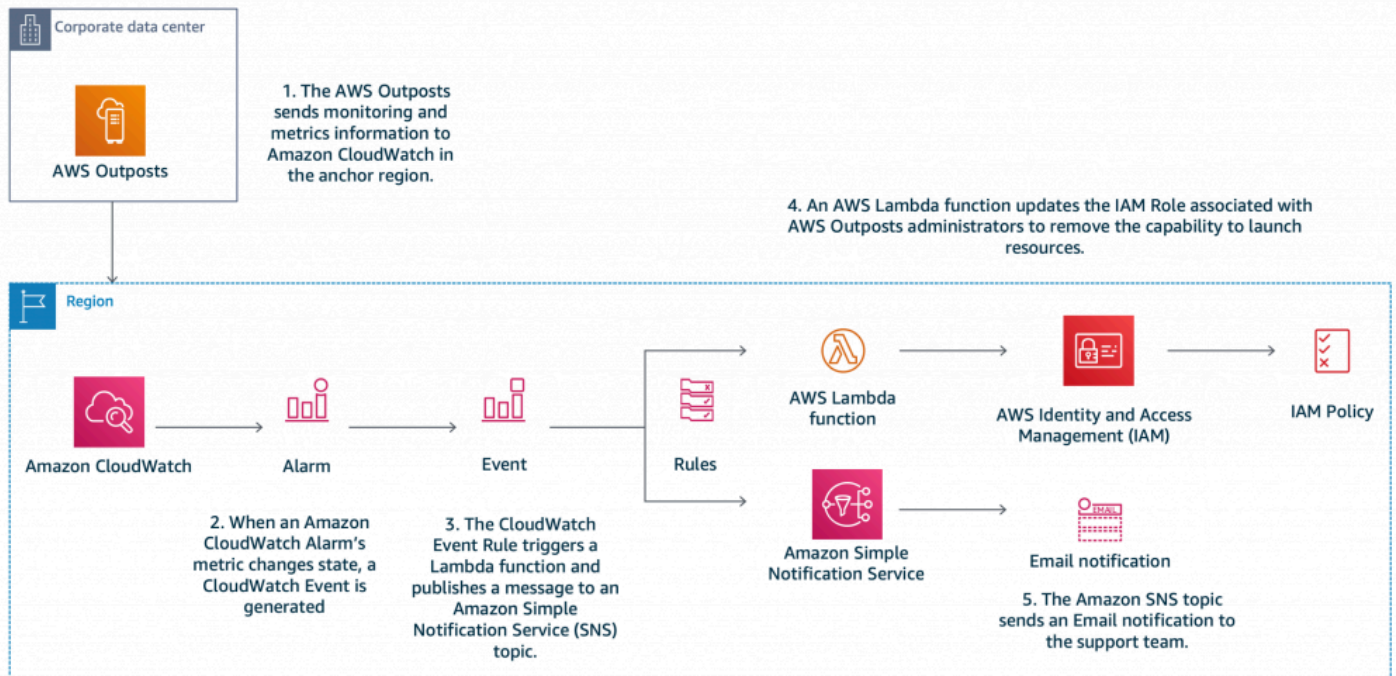 Corporate data center
AWS Outposts
1. The AWS Outposts
sends monitoring and
metrics information to
Amazon CloudWatch in
the anchor region.
4. An AWS Lambda function updates the IAM Role associated with
AWS Outposts administrators to remove the capability to launch
resources.
Region
Amazon CloudWatch
Alarm
Event
Rules
AWS Lambda
function
AWS Identity and Access
Management (IAM)
IAM Policy
2. When an Amazon
CloudWatch Alarm’s
metric changes state, a
CloudWatch Event is
generated
3. The CloudWatch
Event Rule triggers a
Lambda function and
publishes a message to an
Amazon Simple
Notification Service (SNS)
topic.
Amazon Simple
Notification Service
EMAIL
Email notification
5. The Amazon SNS topic
sends an Email notification to
the support team.